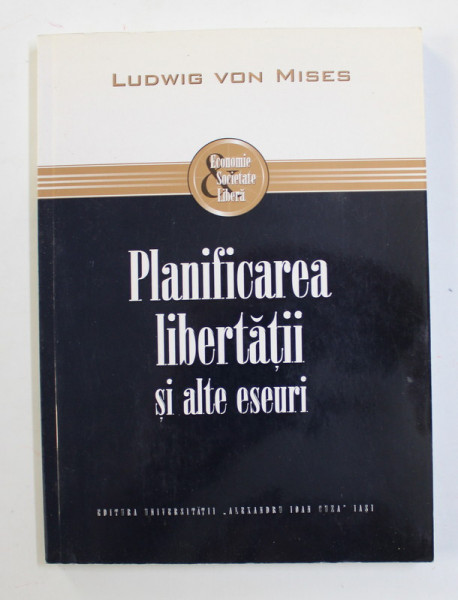 LUDWIG VON MISES
Economie
& Societate
Liberă
Planificarea
libertății
și alte eseuri
EDITURA UNIVERSITĂȚII „ALEXANDRU IOAN CUZA” IAȘI